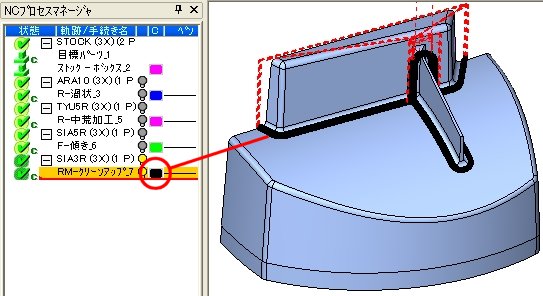 NCプロセスマネージャ
状態 軌跡/手続き名 C ペン
STOCK (3X) (2 P
目標パーツ_1
ストックーボックス_2
ARA10 (3X) (1 P)
R-渦状_3
TYU5R (3X) (1 P)
R-中荒加工_5
SIA5R (3X) (1 P)
F-傾き_6
SIA3R (3X) (1 P)
RM-クリーンアップ_7